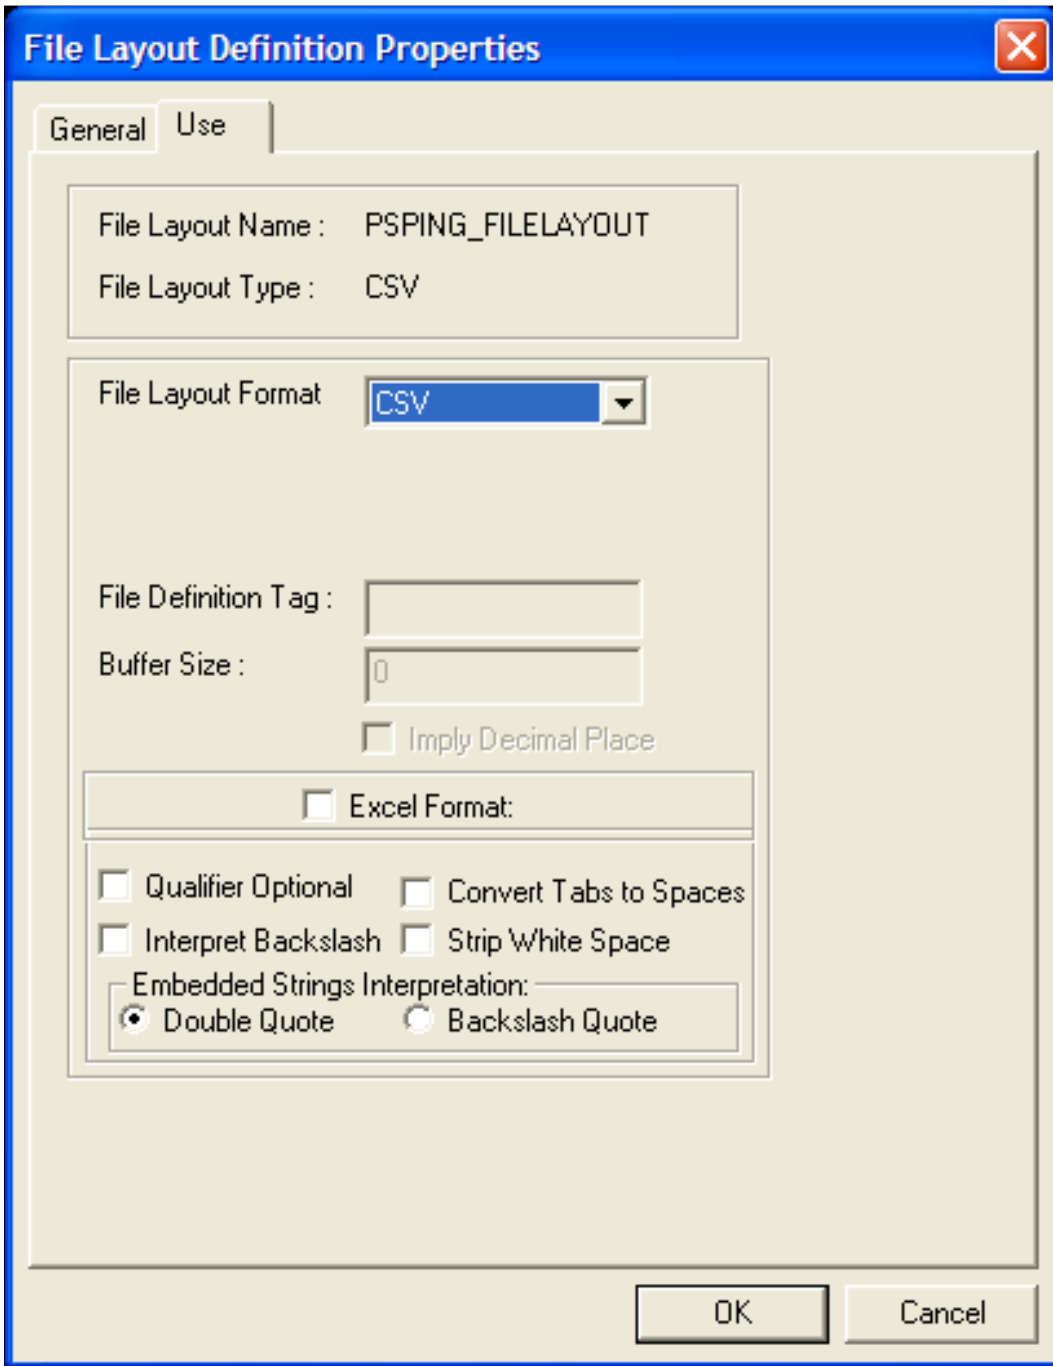 File Layout Definition Properties
General
Use
File Layout Name : PSPING_FILELAYOUT
File Layout Type : CSV
File Layout Format CSV
File Definition Tag :
Buffer Size : 0
Imply Decimal Place
Excel Format:
Qualifier Optional
Convert Tabs to Spaces
Interpret Backslash
Strip White Space
Embedded Strings Interpretation:
Double Quote
Backslash Quote
OK
Cancel